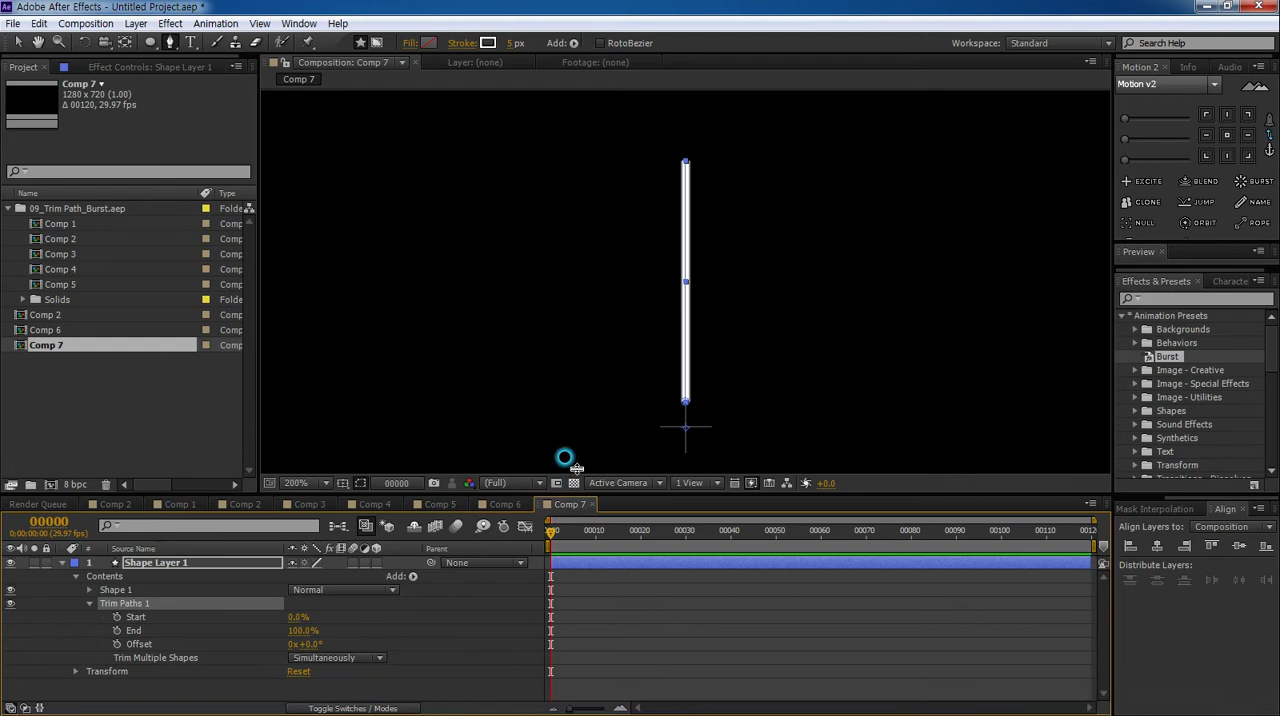 Adobe After Effects - Untitled Project.aep *
File Edit Composition Layer Effect Animation View Window Help
Fill: Stroke: 5 px Add: RotoBezier Workspace: Standard Search Help
Project Effect Controls: Shape Layer 1 Composition: Comp 7 Layer: (none) Footage: (none) Motion 2 Info Audio
Comp 7 Comp 7 Motion v2
1280 x 720 (1.00)
Δ 00120, 29.97 fps
Name Type
09_Trim Path_Burst.aep Folde
Comp 1 Comp
Comp 2 Comp
Comp 3 Comp
Comp 4 Comp
Comp 5 Comp
Solids Folde
Comp 2 Comp
Comp 6 Comp
Comp 7 Comp
EXCITE BLEND BURST
CLONE JUMP NAME
NULL ORBIT ROPE
Preview
Effects & Presets Characte
* Animation Presets
Backgrounds
Behaviors
Burst
Image - Creative
Image - Special Effects
Image - Utilities
Shapes
Sound Effects
Synthetics
Text
Transform
8 bpc 200% 00000 (Full) Active Camera 1 View +0.0
Render Queue Comp 2 Comp 1 Comp 2 Comp 3 Comp 4 Comp 5 Comp 6 Comp 7 Mask Interpolation Align
00000
0;00;00;00 (29.97 fps)
00010 00020 00030 00040 00050 00060 00070 00080 00090 00100 00110
Align Layers to: Composition
Distribute Layers:
# Source Name Parent
1 Shape Layer 1 None
Contents Add:
Shape 1 Normal
Trim Paths 1
Start 0.0%
End 100.0%
Offset 0x+0.0°
Trim Multiple Shapes Simultaneously
Transform Reset
Toggle Switches / Modes